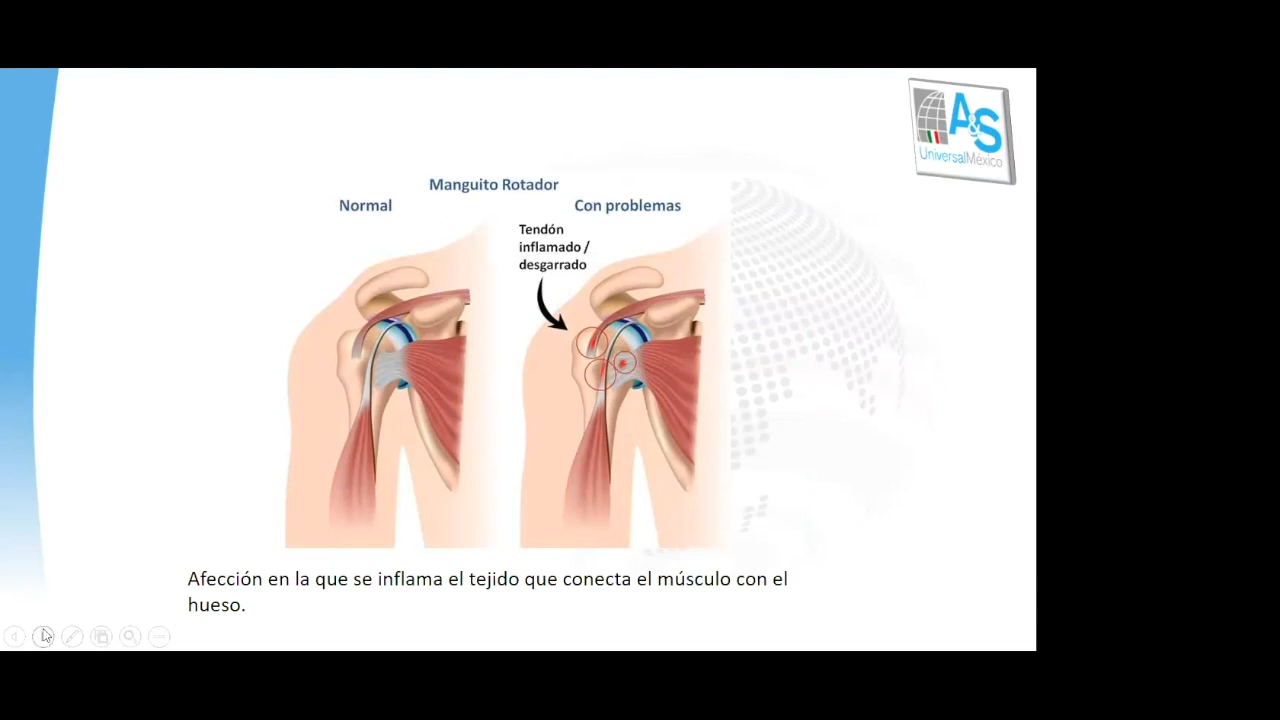 A&S
UniversalMéxico
Manguito Rotador
Normal
Con problemas
Tendón
inflamado /
desgarrado
Afección en la que se inflama el tejido que conecta el músculo con el
hueso.